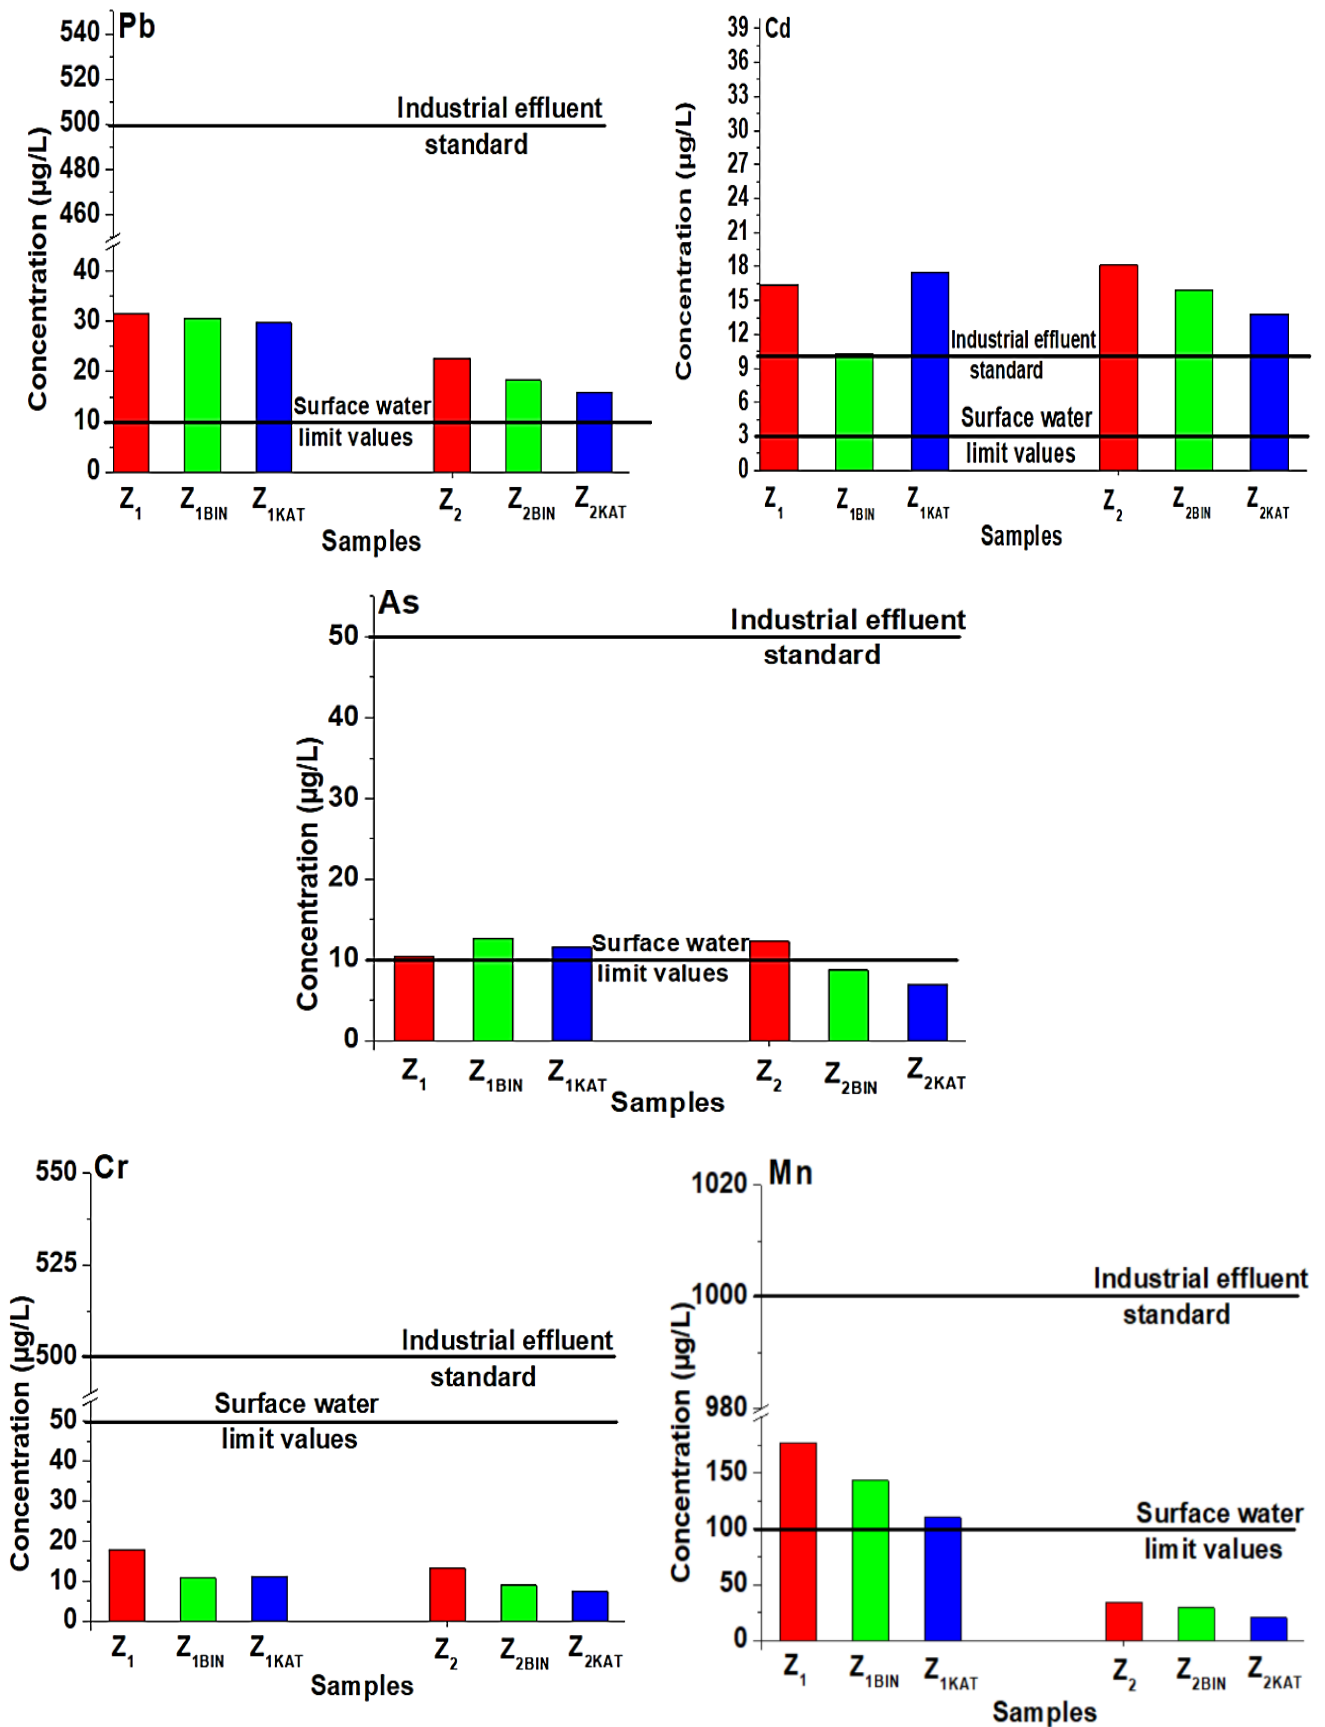 Pb
540
520
500
480
460
40
30
20
10
0
Concentration (µg/L)
Industrial effluent
standard
Surface water
limit values
Z1 Z1BIN Z1KAT Z2 Z2BIN Z2KAT
Samples
Cd
39
36
33
30
27
24
21
18
15
12
9
6
3
0
Concentration (µg/L)
Industrial effluent
standard
Surface water
limit values
Z1 Z1BIN Z1KAT Z2 Z2BIN Z2KAT
Samples
As
50
40
30
20
10
0
Concentration (µg/L)
Industrial effluent
standard
Surface water
limit values
Z1 Z1BIN Z1KAT Z2 Z2BIN Z2KAT
Samples
Cr
550
525
500
50
40
30
20
10
0
Concentration (µg/L)
Industrial effluent
standard
Surface water
limit values
Z1 Z1BIN Z1KAT Z2 Z2BIN Z2KAT
Samples
Mn
1020
1000
980
150
100
50
0
Concentration (µg/L)
Industrial effluent
standard
Surface water
limit values
Z1 Z1BIN Z1KAT Z2 Z2BIN Z2KAT
Samples